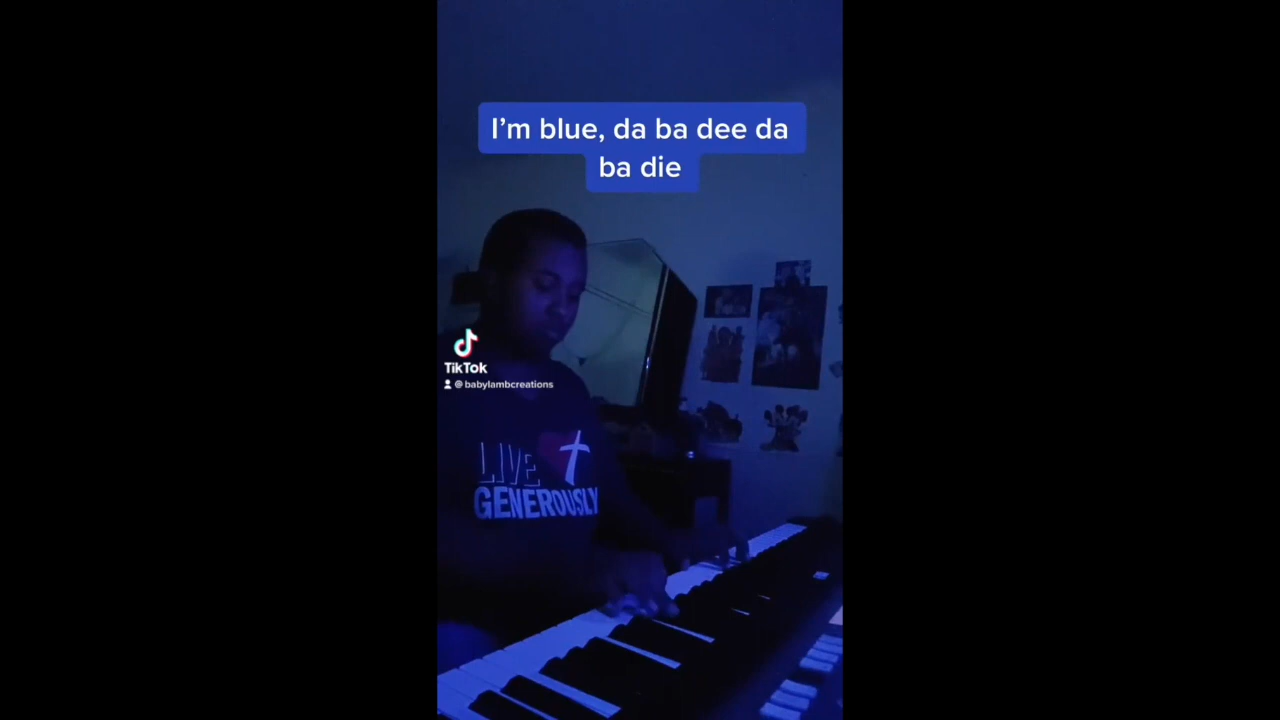 I’m blue, da ba dee da
ba die
TikTok
@babylambcreations
LIVE
GENEROUSLY